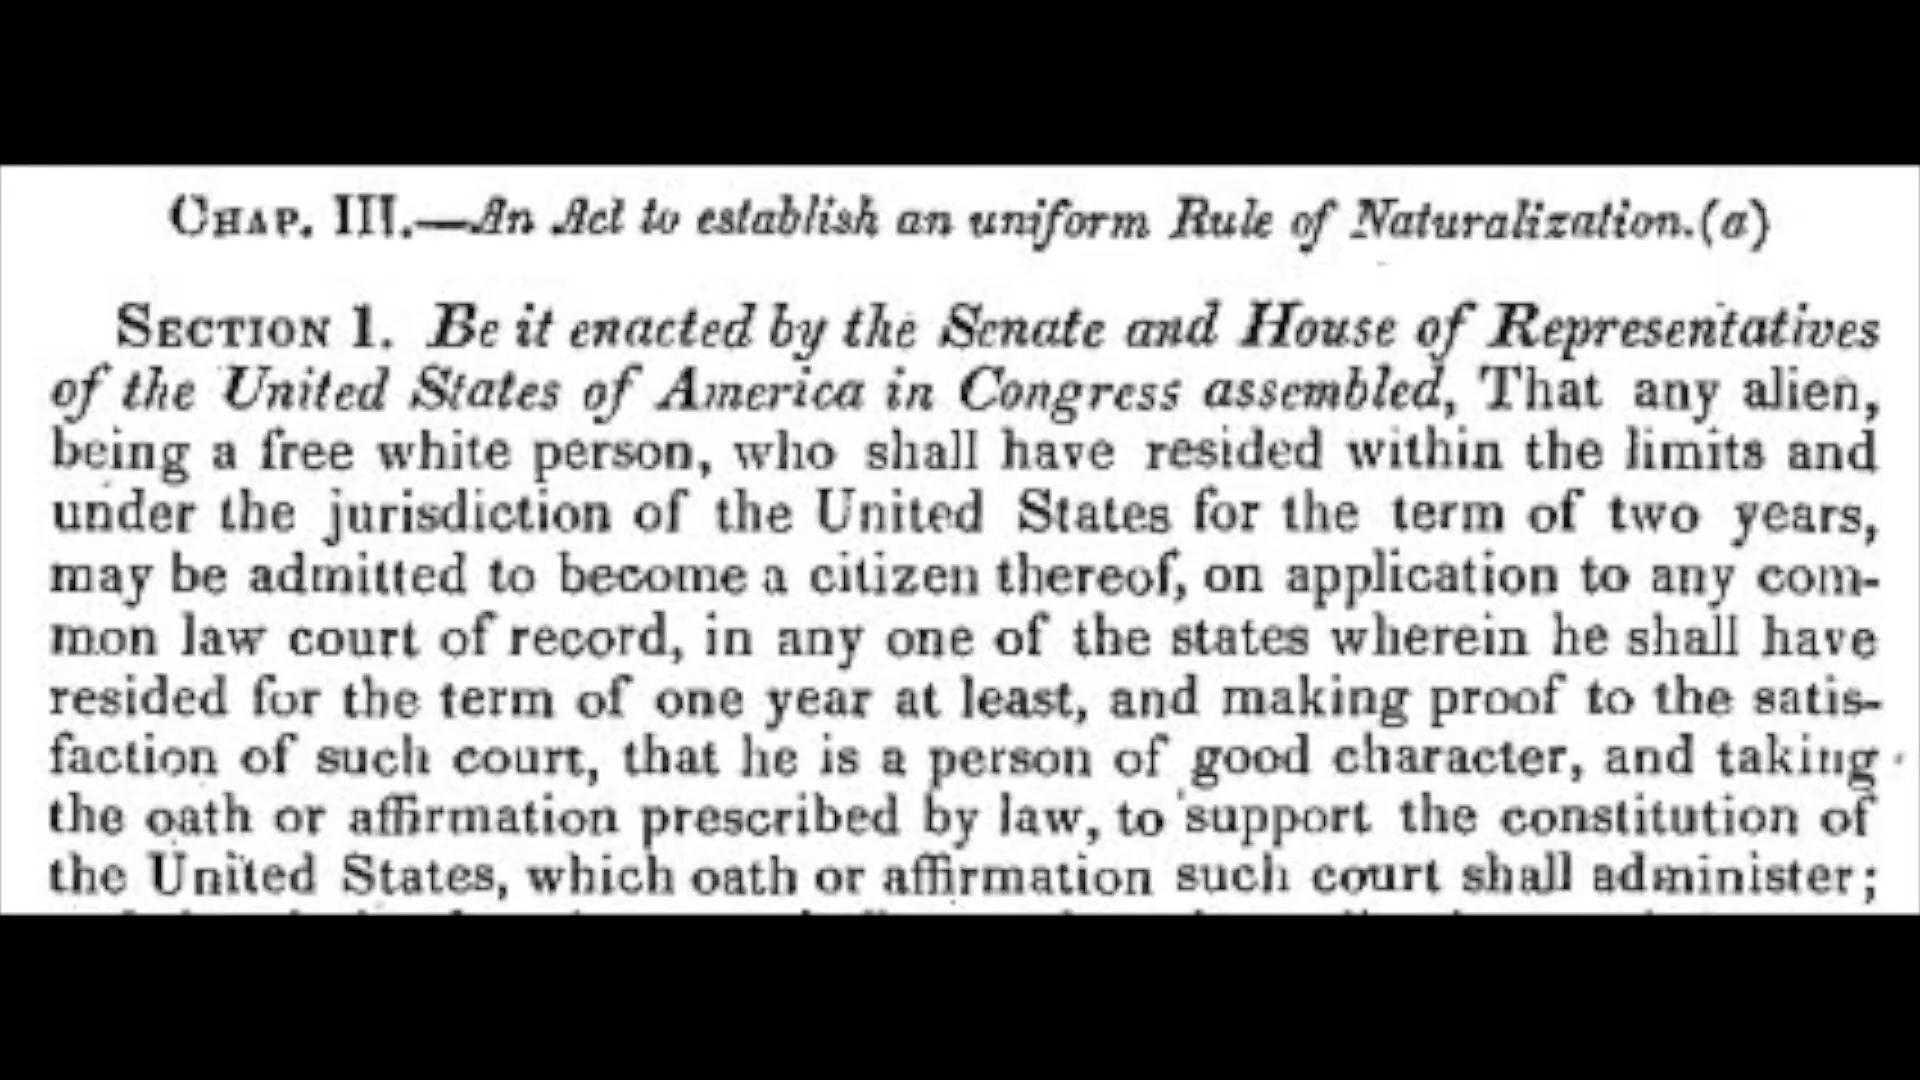 CHAP. III.—An Act to establish an uniform Rule of Naturalization.(a)
SECTION 1. Be it enacted by the Senate and House of Representatives
of the United States of America in Congress assembled, That any alien,
being a free white person, who shall have resided within the limits and
under the jurisdiction of the United States for the term of two years,
may be admitted to become a citizen thereof, on application to any com-
mon law court of record, in any one of the states wherein he shall have
resided for the term of one year at least, and making proof to the satis-
faction of such court, that he is a person of good character, and taking
the oath or affirmation prescribed by law, to support the constitution of
the United States, which oath or affirmation such court shall administer;